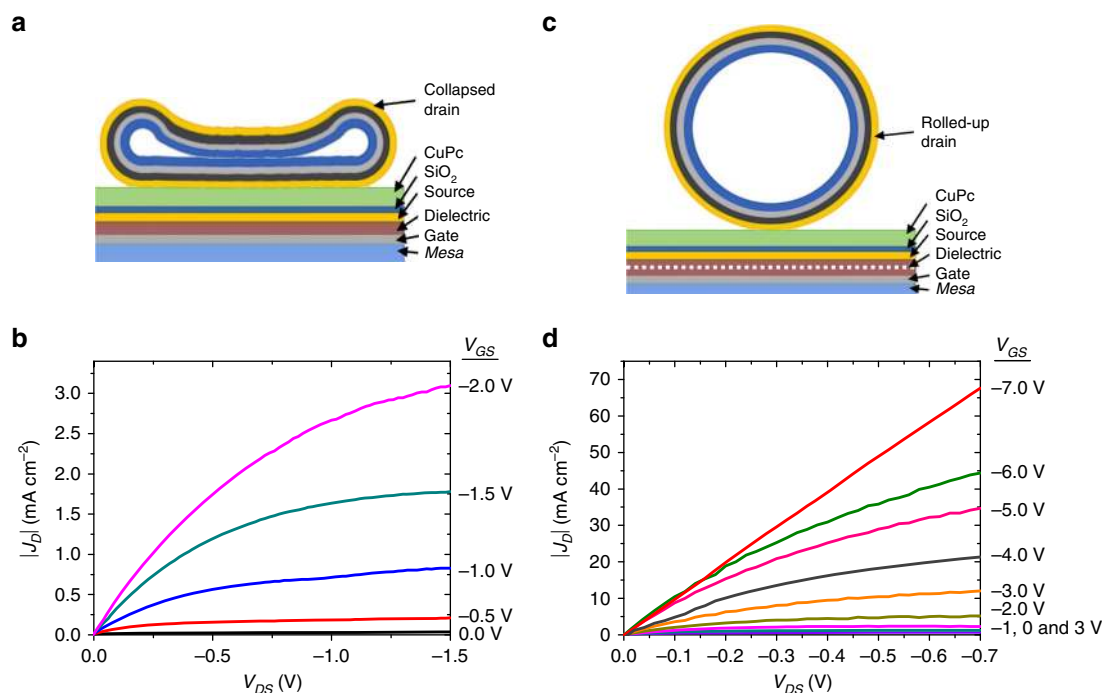 a
Collapsed
drain
CuPc
SiO2
Source
Dielectric
Gate
Mesa
c
Rolled-up
drain
CuPc
SiO2
Source
Dielectric
Gate
Mesa
b
VGS
3.0
2.5
2.0
1.5
1.0
0.5
0.0
|JD| (mA cm−2)
−2.0 V
−1.5 V
−1.0 V
−0.5 V
0.0 V
0.0 −0.5 −1.0 −1.5
VDS (V)
d
VGS
70
60
50
40
30
20
10
0
|JD| (mA cm−2)
−7.0 V
−6.0 V
−5.0 V
−4.0 V
−3.0 V
−2.0 V
−1, 0 and 3 V
0.0 −0.1 −0.2 −0.3 −0.4 −0.5 −0.6 −0.7
VDS (V)